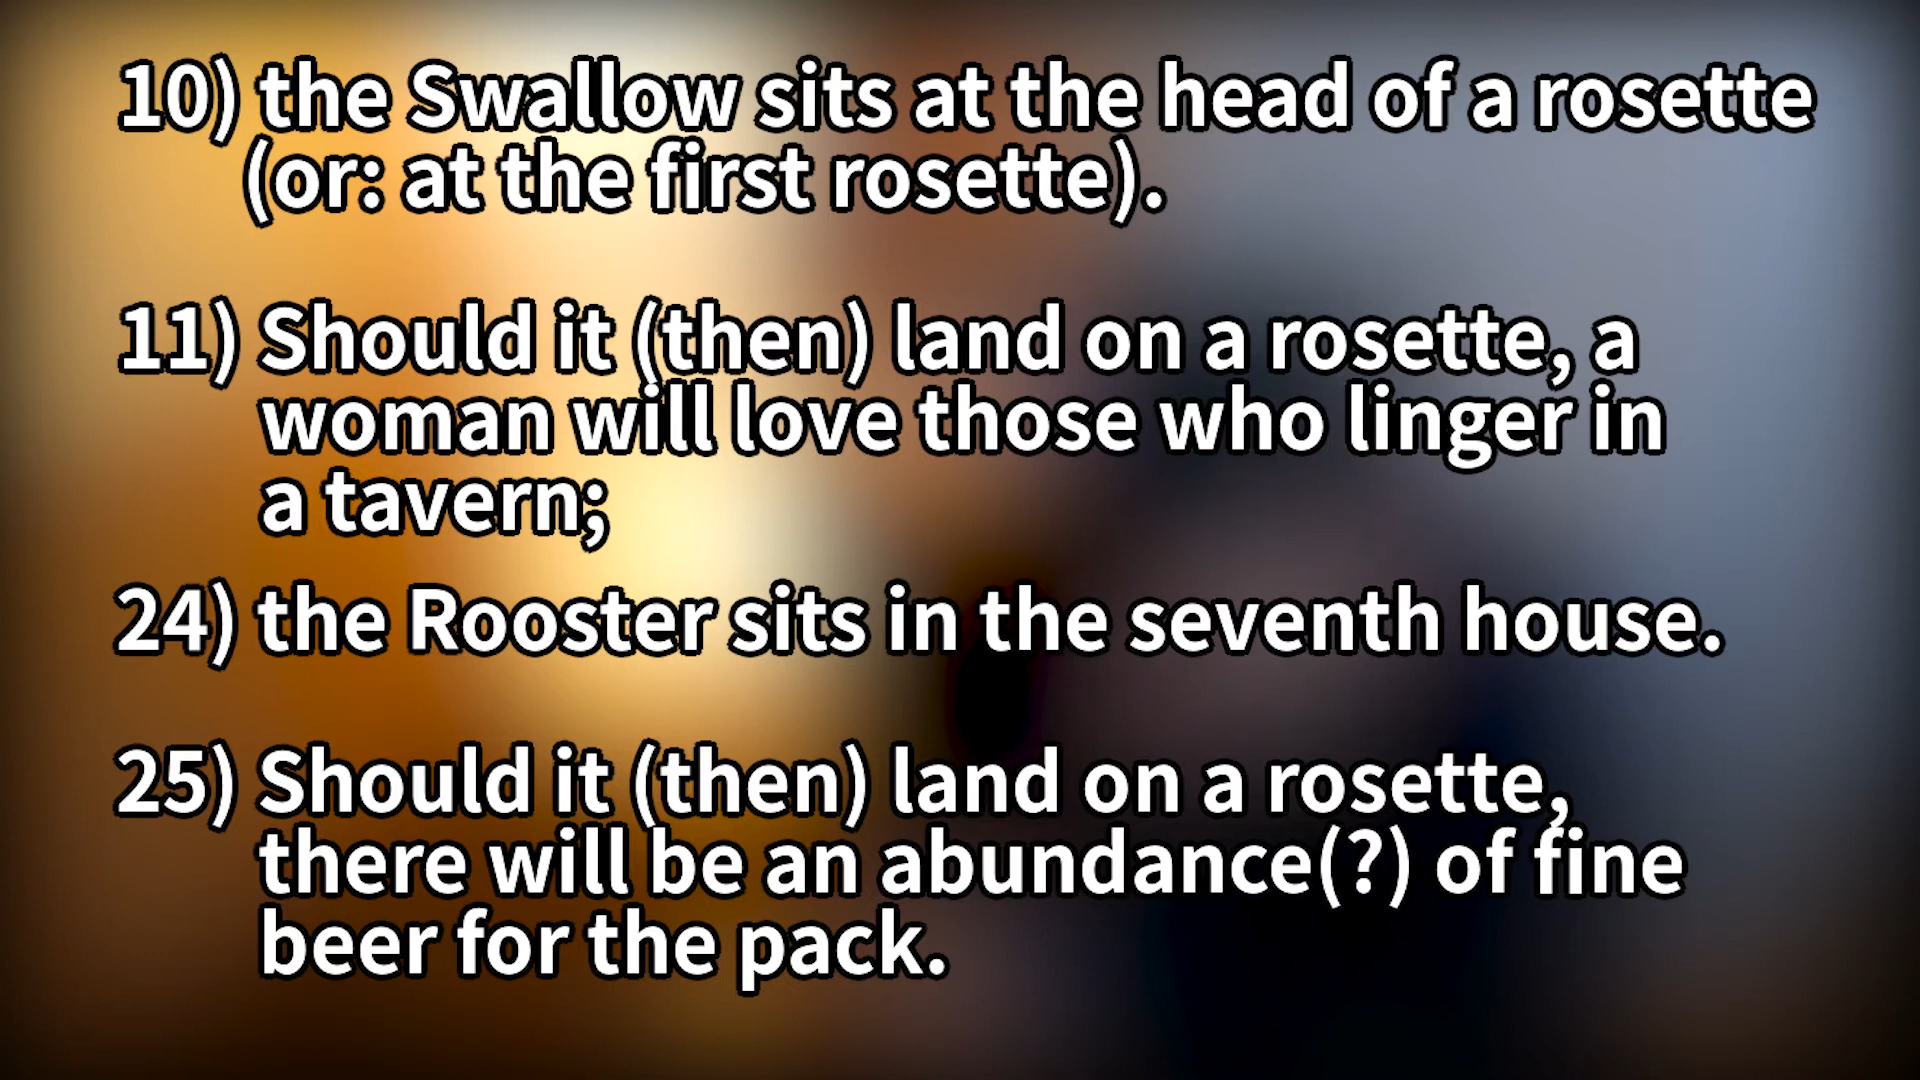 10) the Swallow sits at the head of a rosette
(or: at the first rosette).
11) Should it (then) land on a rosette, a
woman will love those who linger in
a tavern;
24) the Rooster sits in the seventh house.
25) Should it (then) land on a rosette,
there will be an abundance(?) of fine
beer for the pack.